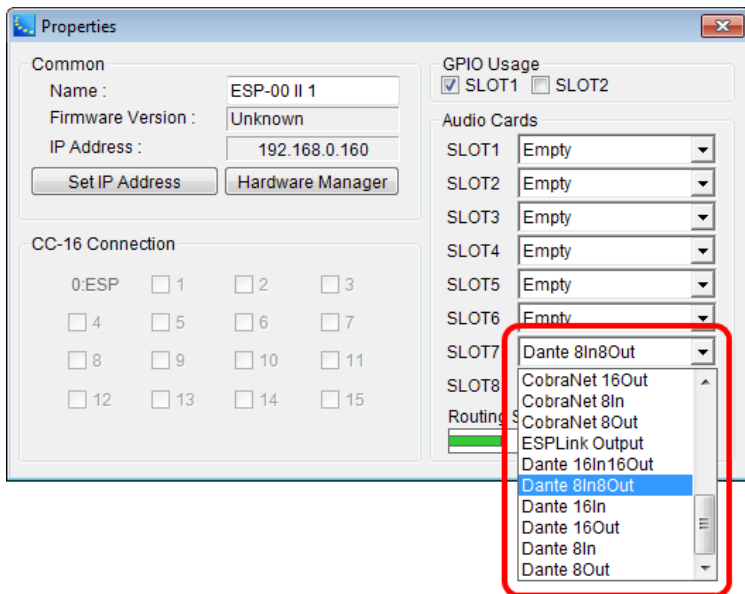 Properties
Common
Name :
ESP-00 II 1
Firmware Version :
Unknown
IP Address :
192.168.0.160
Set IP Address
Hardware Manager
CC-16 Connection
0:ESP 1 2 3
4 5 6 7
8 9 10 11
12 13 14 15
GPIO Usage
SLOT1 SLOT2
Audio Cards
SLOT1 Empty
SLOT2 Empty
SLOT3 Empty
SLOT4 Empty
SLOT5 Empty
SLOT6 Empty
SLOT7 Dante 8In8Out
SLOT8
Routing S
CobraNet 16Out
CobraNet 8In
CobraNet 8Out
ESPLink Output
Dante 16In16Out
Dante 8In8Out
Dante 16In
Dante 16Out
Dante 8In
Dante 8Out